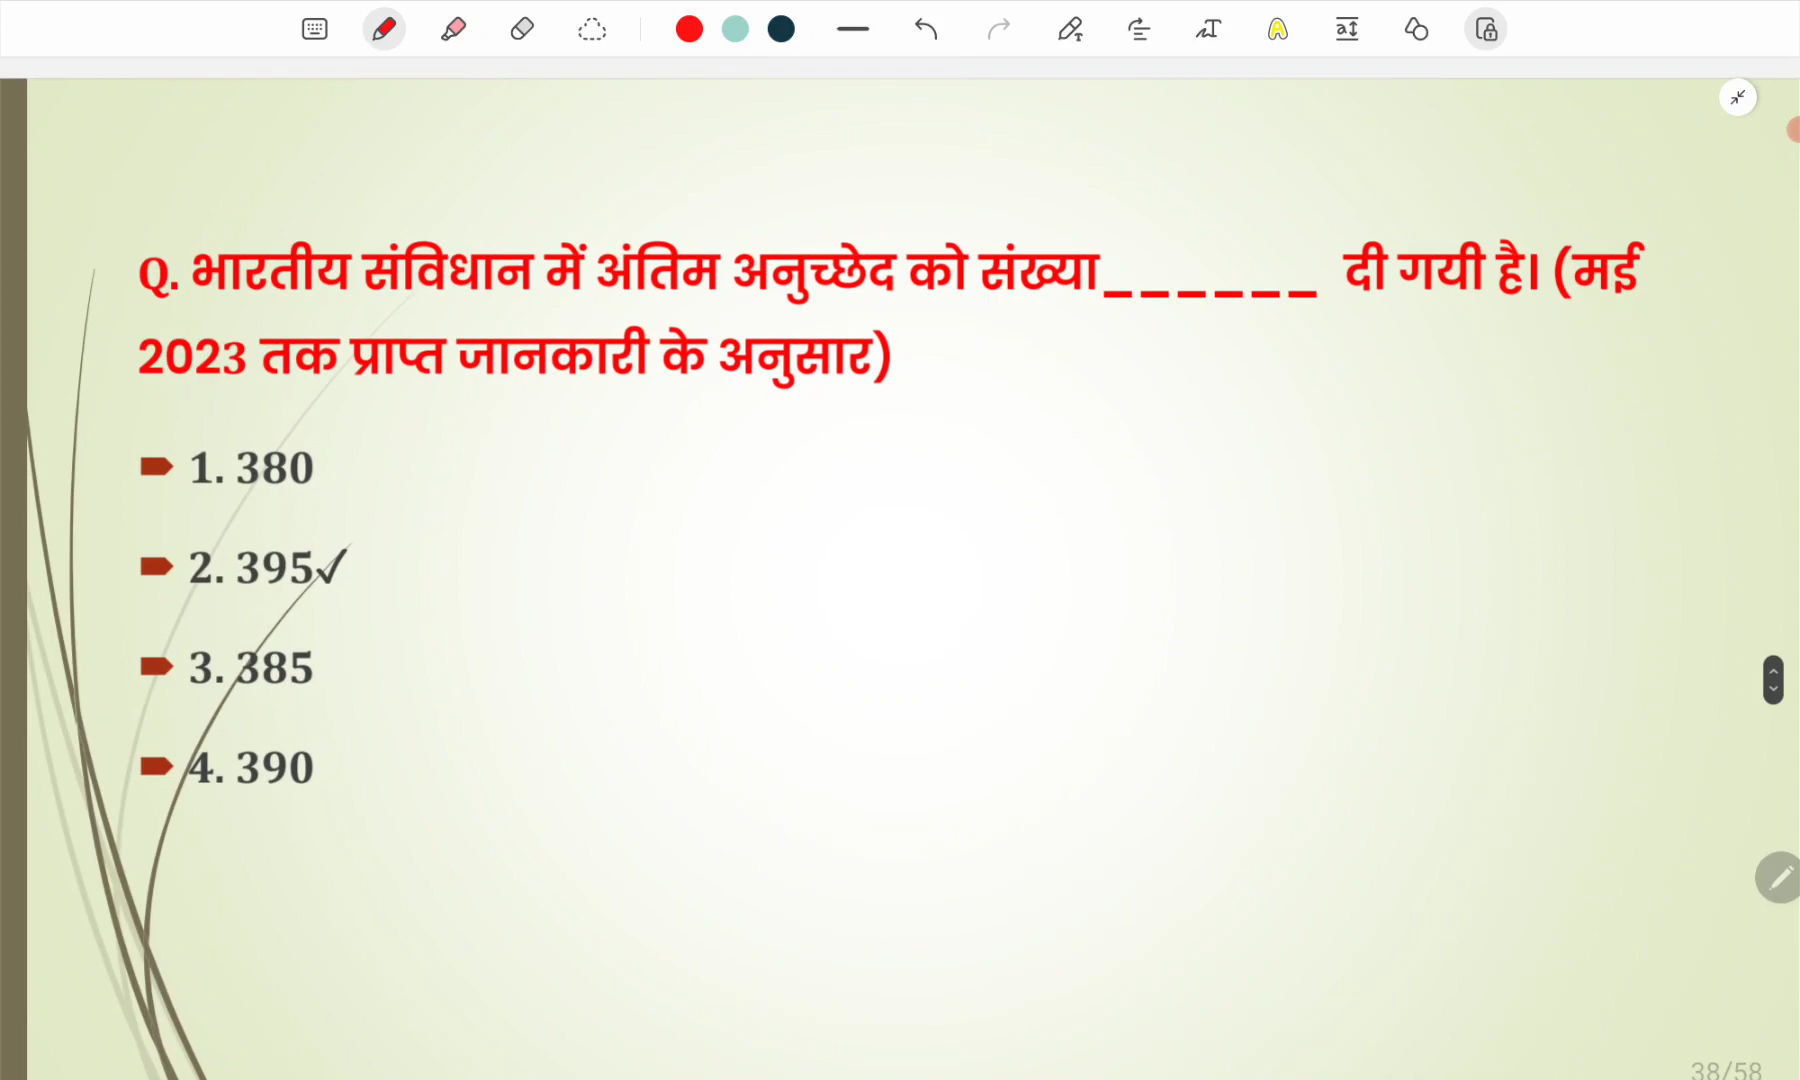 Q. भारतीय संविधान में अंतिम अनुच्छेद को संख्या______ दी गयी है। (मई
2023 तक प्राप्त जानकारी के अनुसार)
1. 380
2. 395✓
3. 385
4. 390
38/58